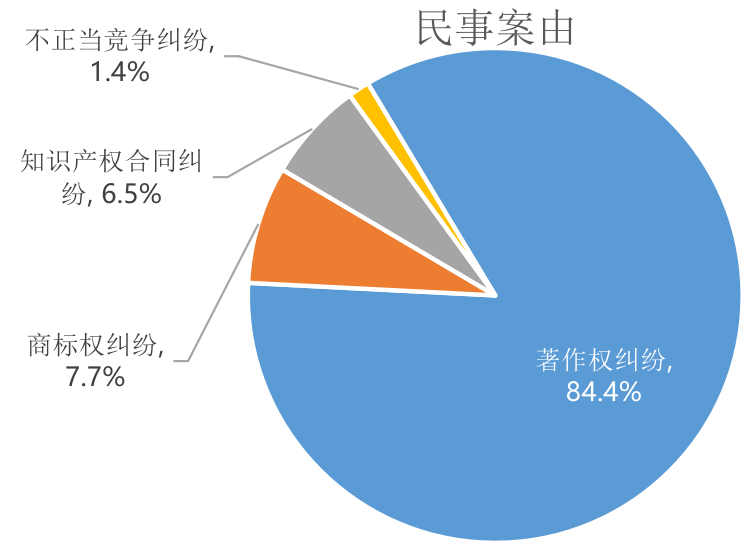 民事案由
不正当竞争纠纷,
1.4%
知识产权合同纠
纷, 6.5%
商标权纠纷,
7.7%
著作权纠纷,
84.4%